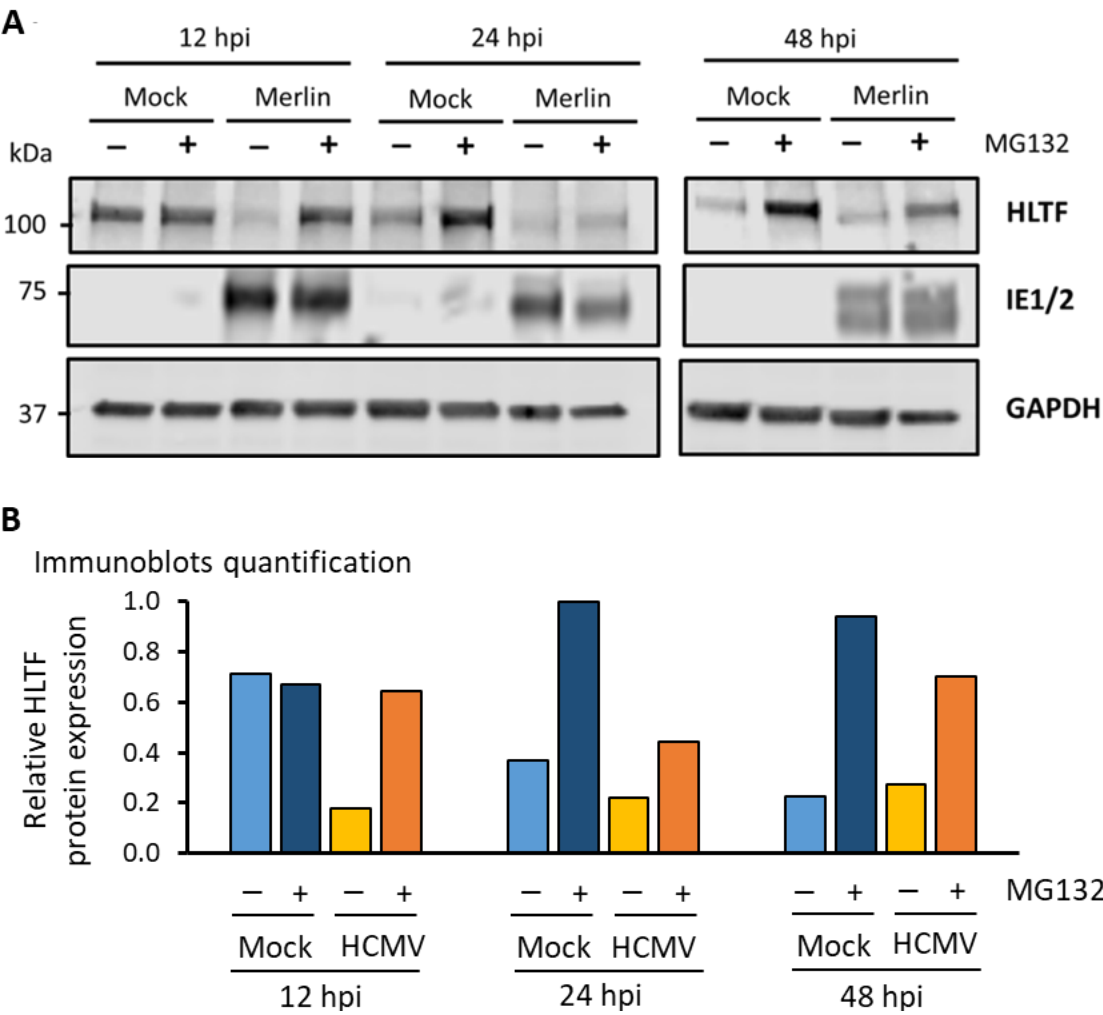 A
12 hpi 24 hpi 48 hpi
Mock Merlin Mock Merlin Mock Merlin
kDa − + − + − + − + − + − + MG132
100 HLTF
75 IE1/2
37 GAPDH
B
Immunoblots quantification
Relative HLTF
protein expression
1.0
0.8
0.6
0.4
0.2
0.0
− + − + − + − + − + − + MG132
Mock HCMV Mock HCMV Mock HCMV
12 hpi 24 hpi 48 hpi